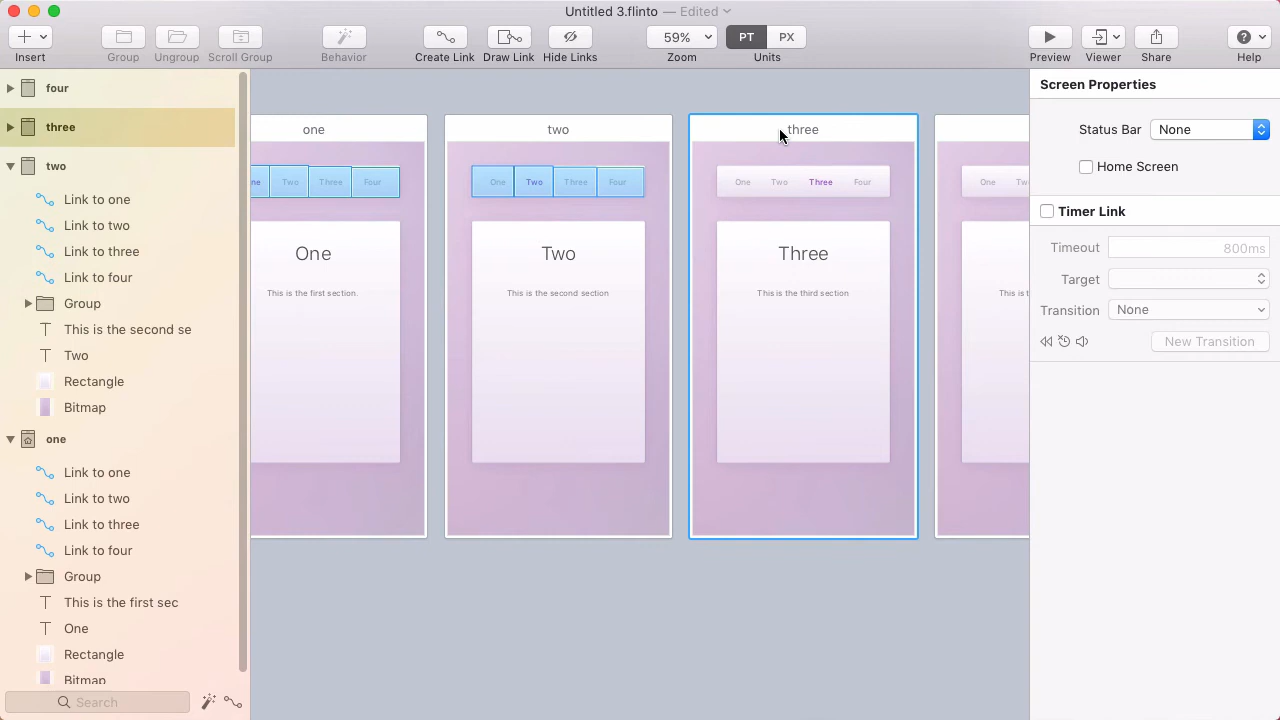 Untitled 3.flinto — Edited
Insert
Group
Ungroup
Scroll Group
Behavior
Create Link
Draw Link
Hide Links
59%
Zoom
PT
PX
Units
Preview
Viewer
Share
Help
four
three
two
Link to one
Link to two
Link to three
Link to four
Group
This is the second se
Two
Rectangle
Bitmap
one
Link to one
Link to two
Link to three
Link to four
Group
This is the first sec
One
Rectangle
Bitmap
Search
one
ne Two Three Four
One
This is the first section.
two
One Two Three Four
Two
This is the second section
three
One Two Three Four
Three
This is the third section
One Tw
This is t
Screen Properties
Status Bar None
Home Screen
Timer Link
Timeout 800ms
Target
Transition None
New Transition